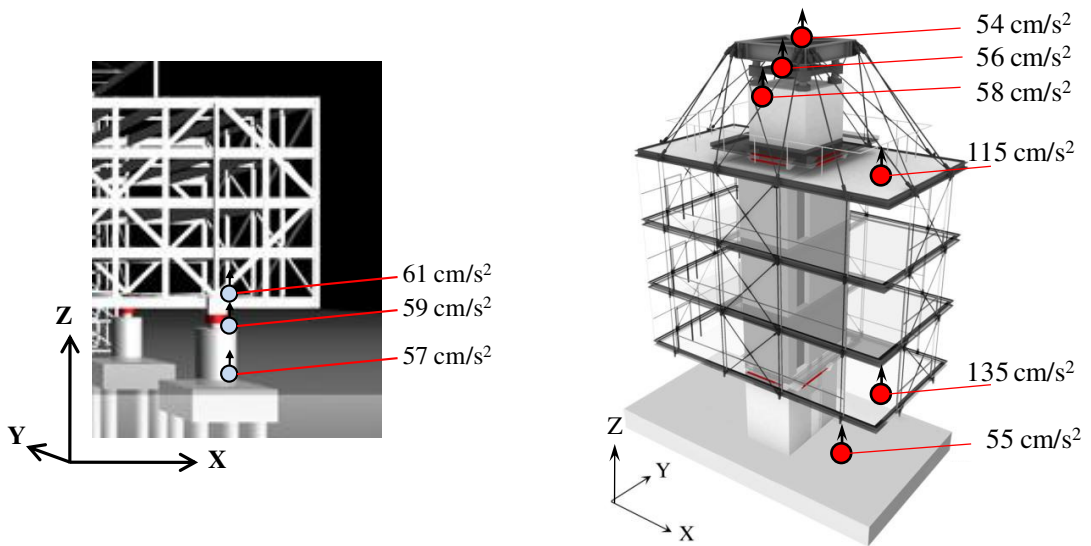 61 cm/s²
59 cm/s²
57 cm/s²
Z
Y
X
54 cm/s²
56 cm/s²
58 cm/s²
115 cm/s²
135 cm/s²
55 cm/s²
Z
Y
X